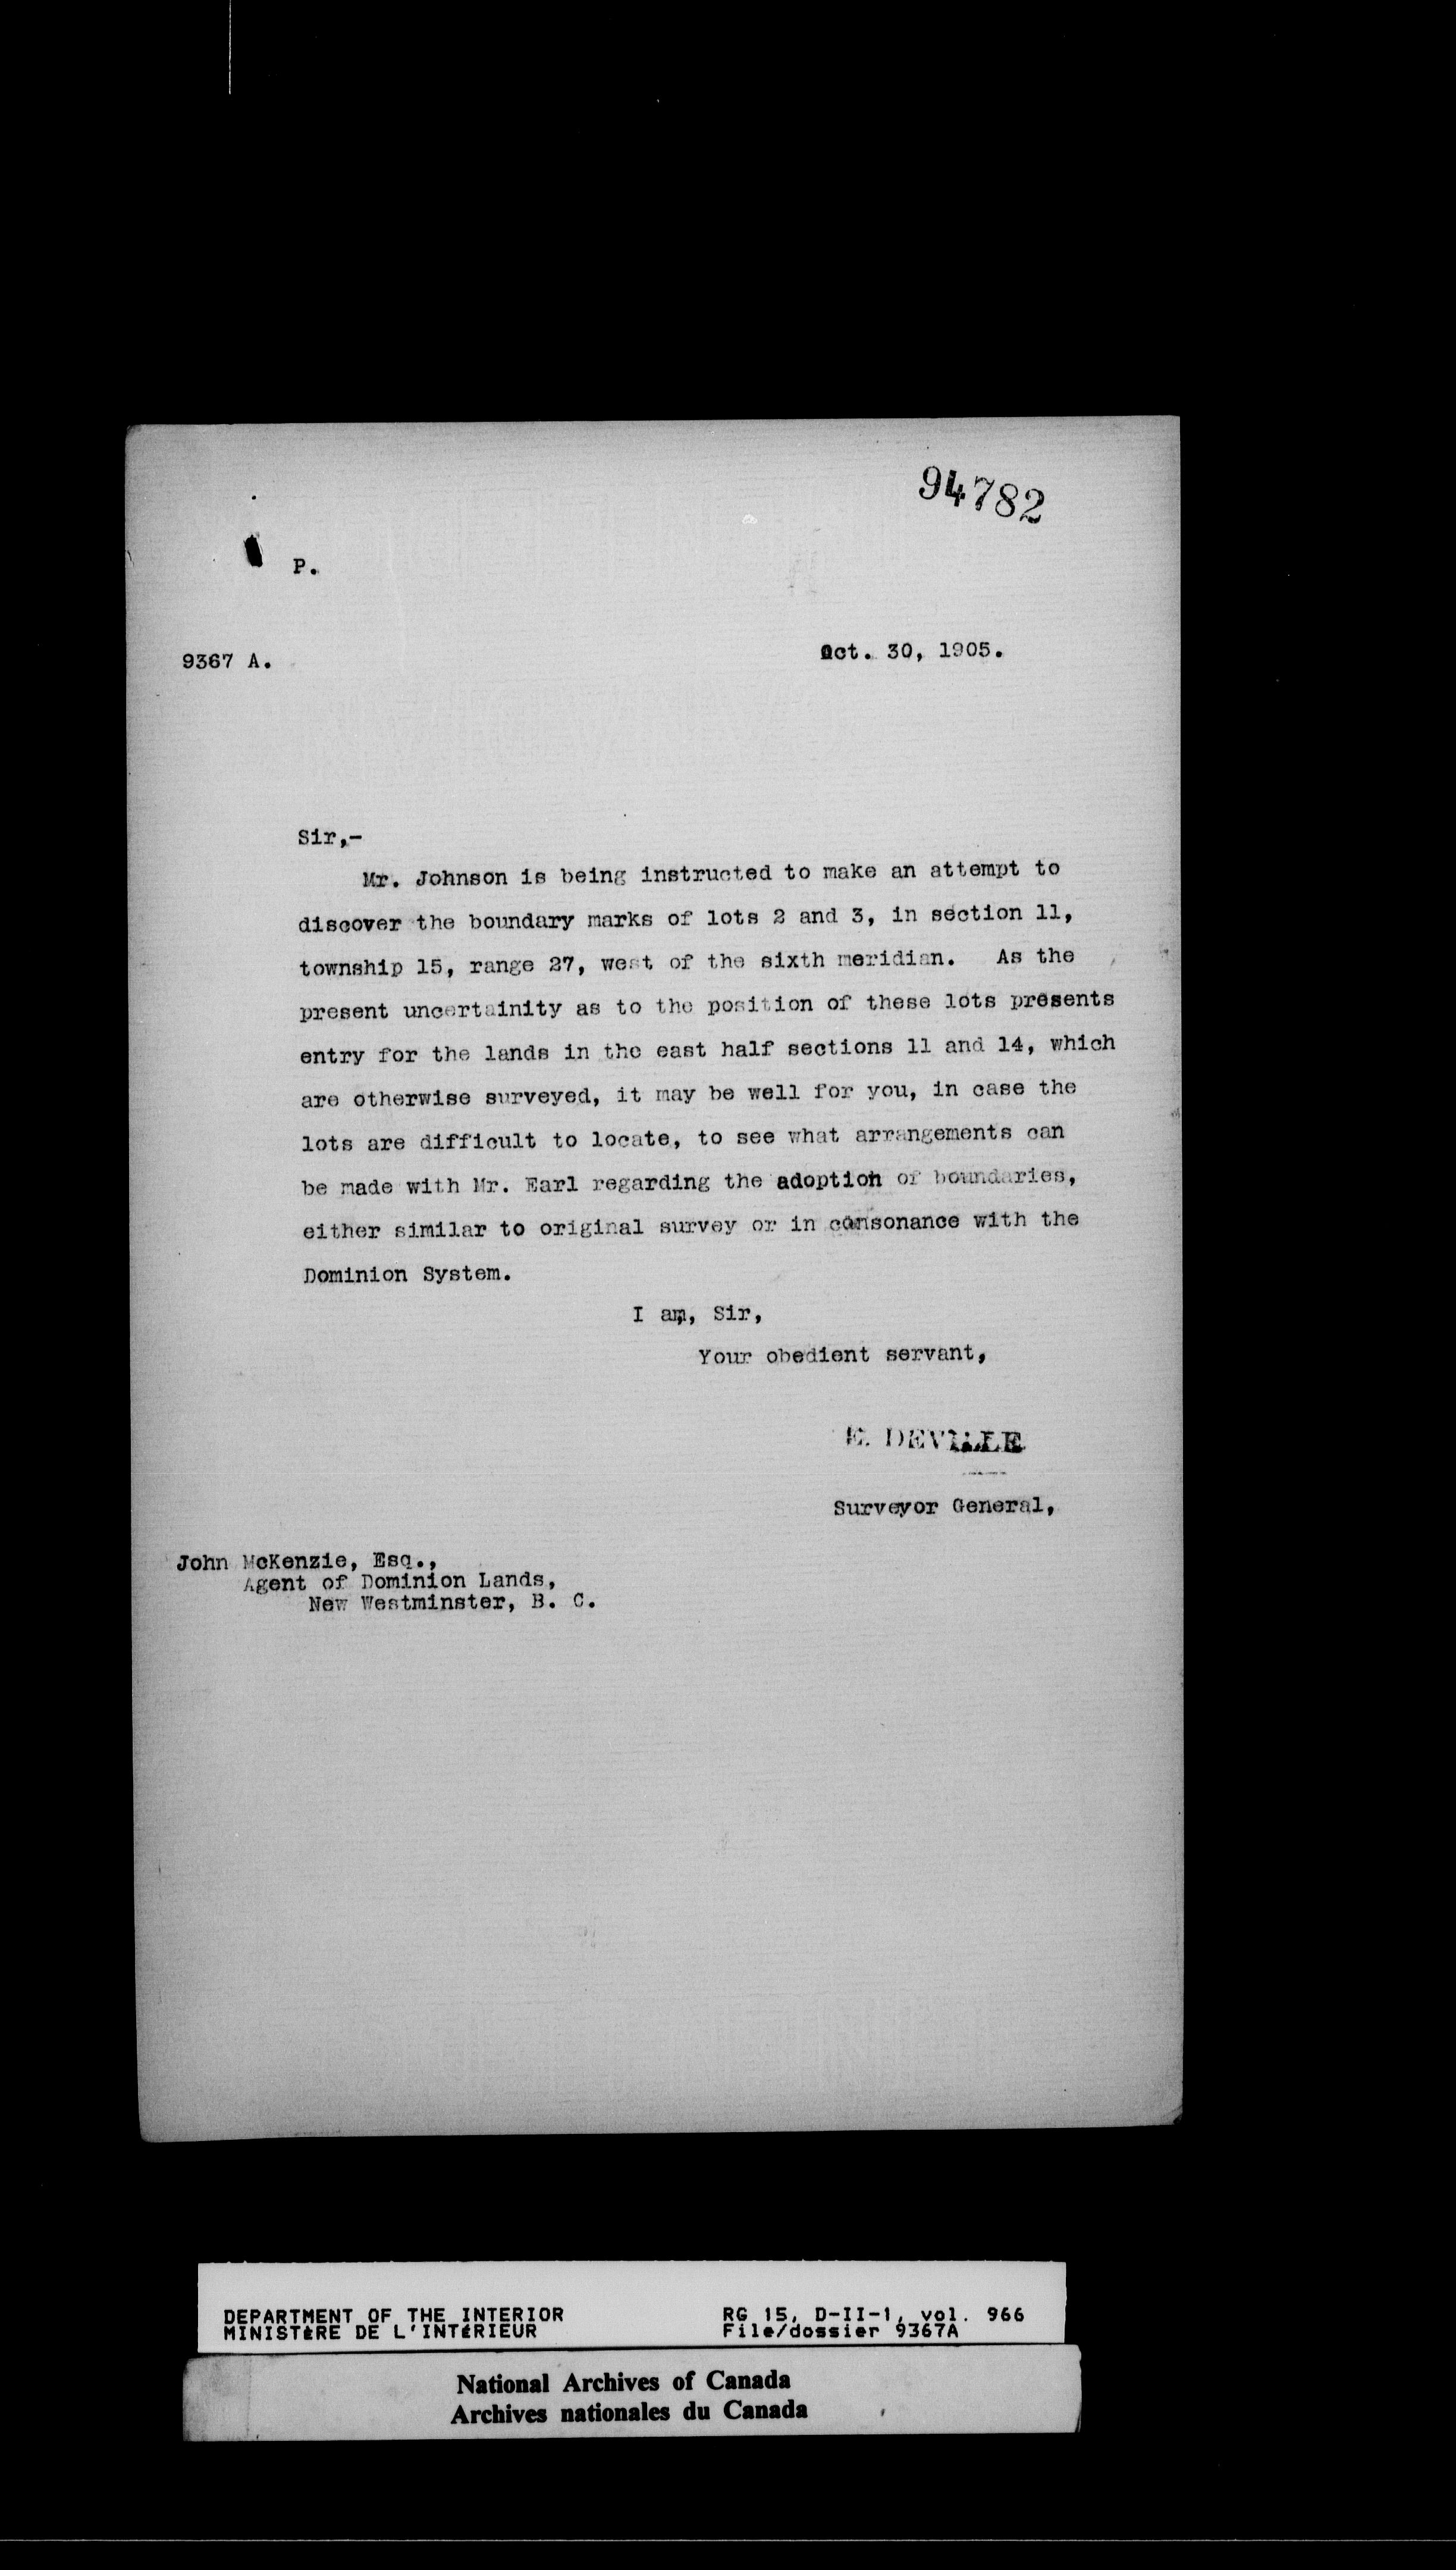 94782
P.
9367 A.
Oct. 30, 1905.
Sir,-
Mr. Johnson is being instructed to make an attempt to
discover the boundary marks of lots 2 and 3, in section 11,
township 15, range 27, west of the sixth meridian. As the
present uncertainity as to the position of these lots presents
entry for the lands in the east half sections 11 and 14, which
are otherwise surveyed, it may be well for you, in case the
lots are difficult to locate, to see what arrangements can
be made with Mr. Earl regarding the adoption of boundaries,
either similar to original survey or in consonance with the
Dominion System.
I am, Sir,
Your obedient servant,
E. DEVILLE
Surveyor General,
John McKenzie, Esq.,
Agent of Dominion Lands,
New Westminster, B. C.
DEPARTMENT OF THE INTERIOR
MINISTÈRE DE L'INTÉRIEUR
RG 15, D-II-1, vol. 966
File/dossier 9367A
National Archives of Canada
Archives nationales du Canada